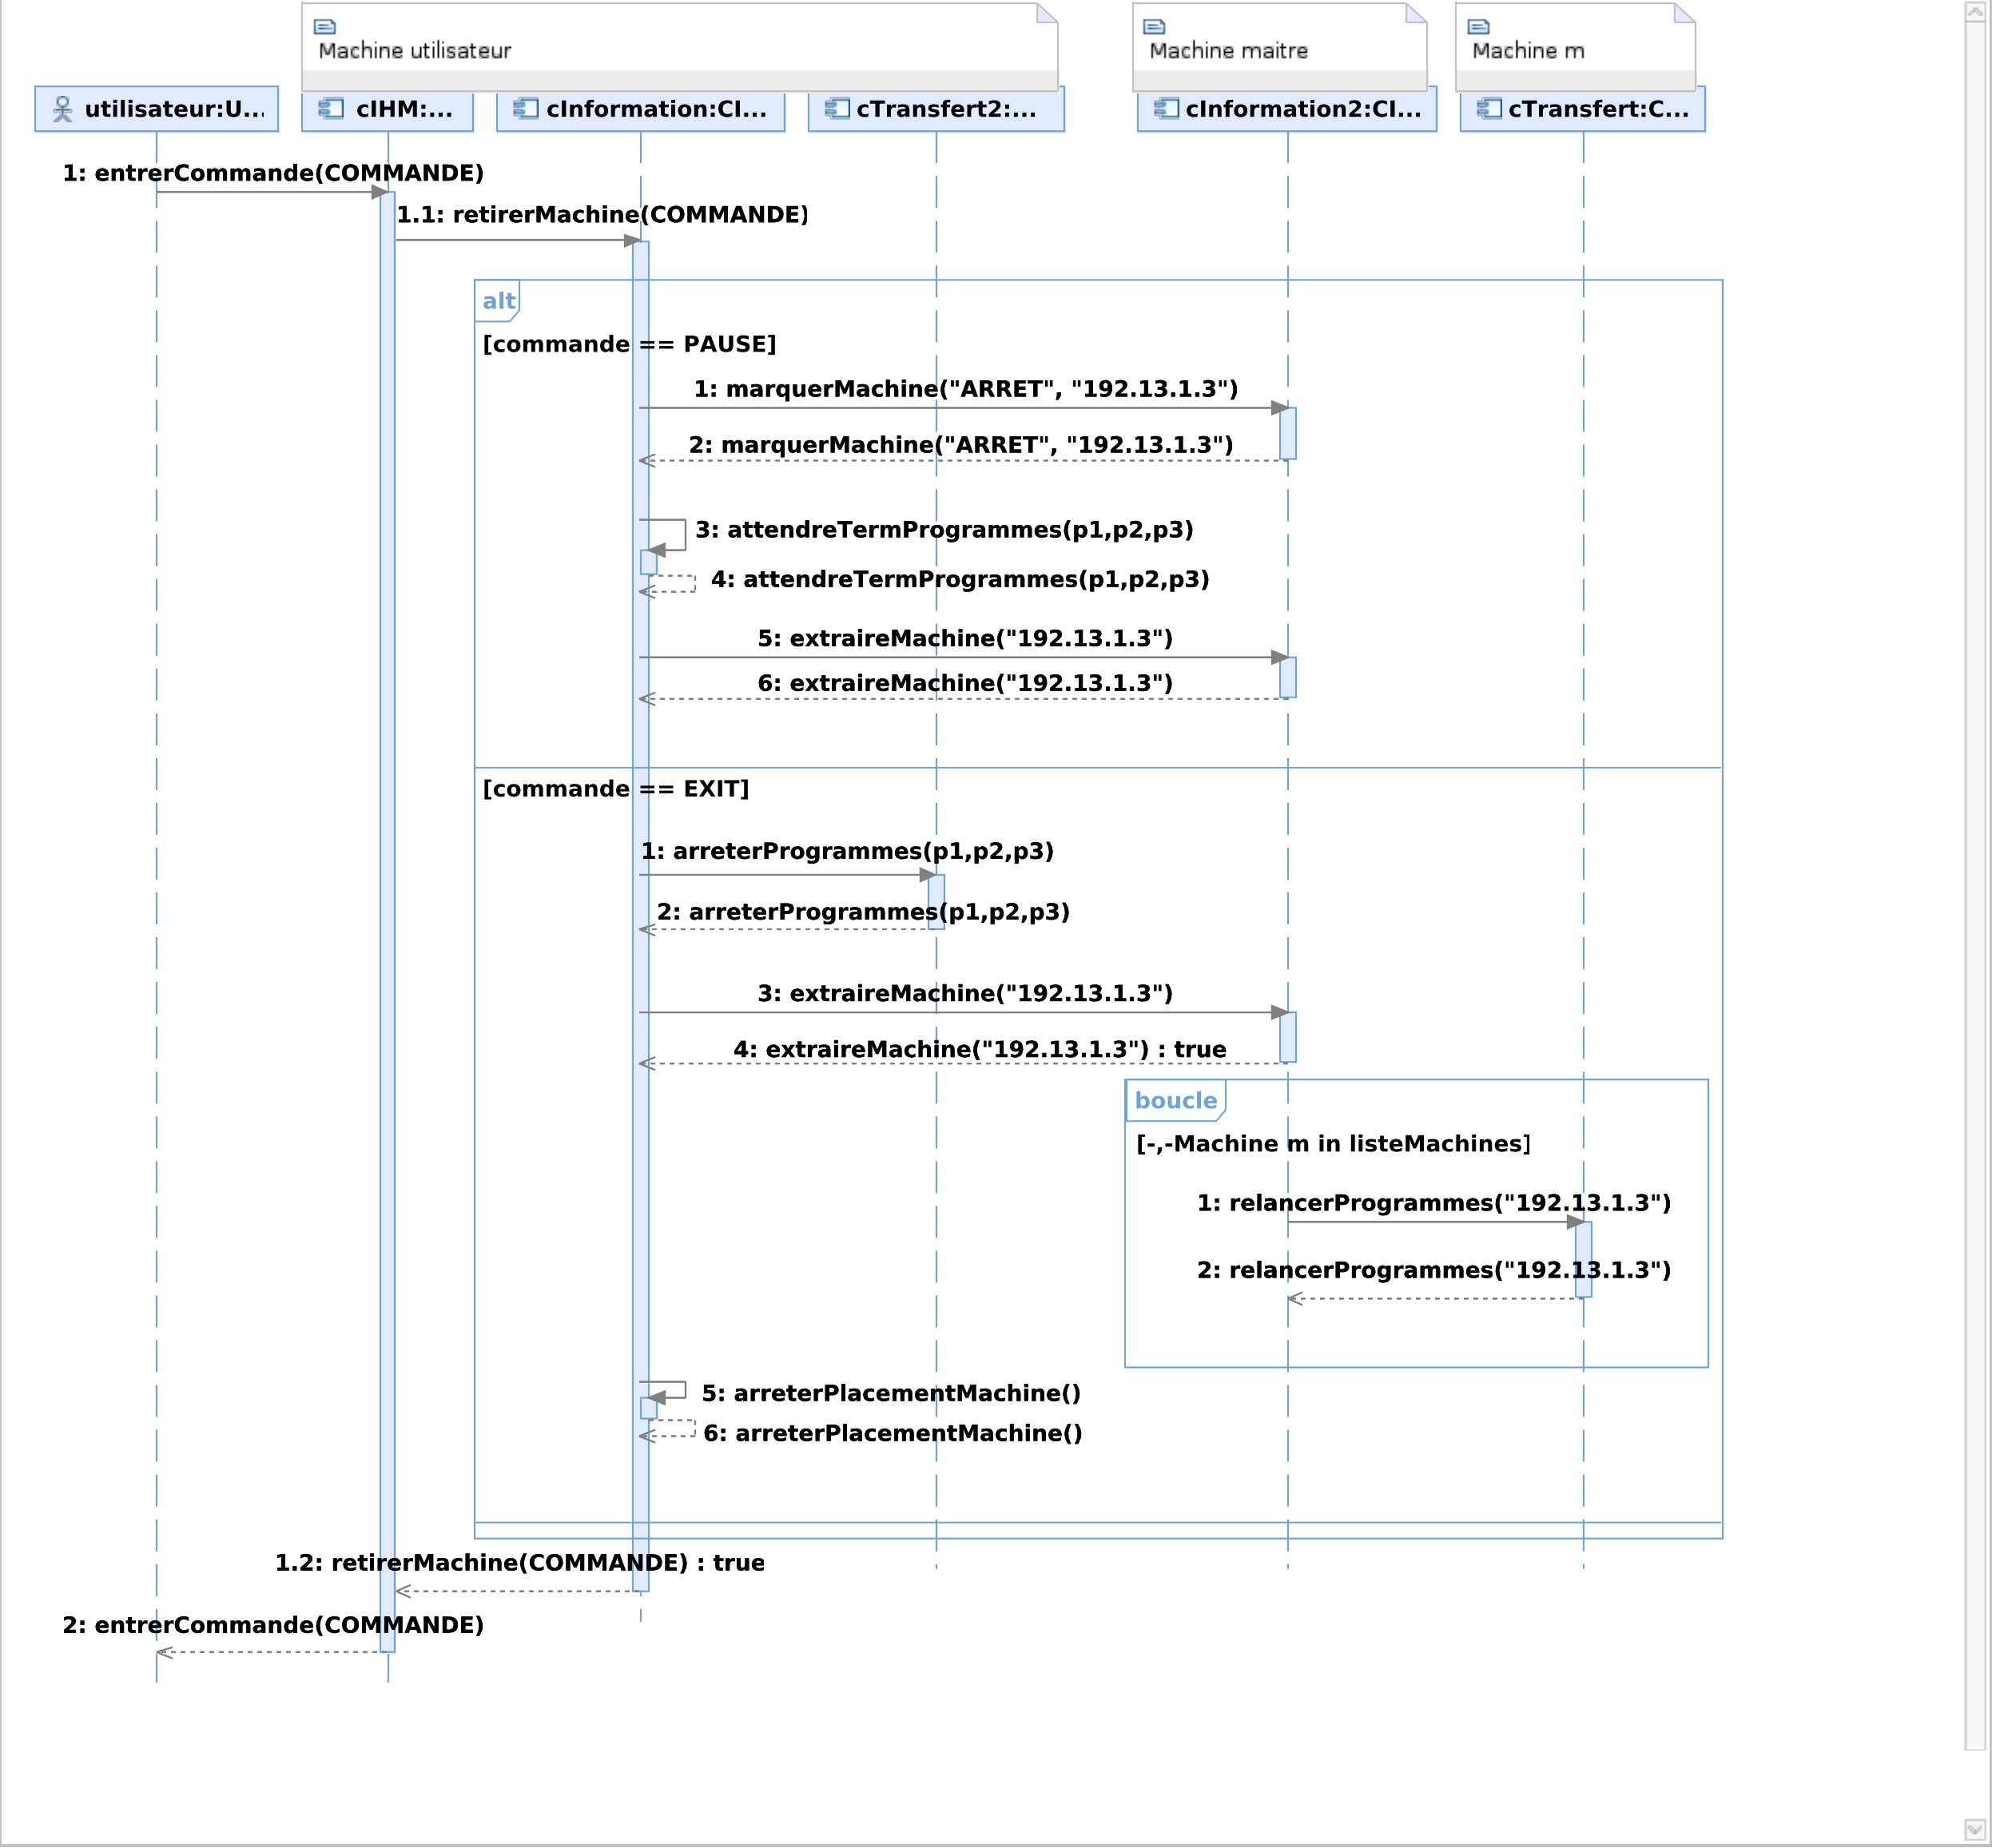 Machine utilisateur
Machine maitre
Machine m
utilisateur:U...
cIHM:...
cInformation:CI...
cTransfert2:...
cInformation2:CI...
cTransfert:C...
1: entrerCommande(COMMANDE)
1.1: retirerMachine(COMMANDE)
alt
[commande == PAUSE]
1: marquerMachine("ARRET", "192.13.1.3")
2: marquerMachine("ARRET", "192.13.1.3")
3: attendreTermProgrammes(p1,p2,p3)
4: attendreTermProgrammes(p1,p2,p3)
5: extraireMachine("192.13.1.3")
6: extraireMachine("192.13.1.3")
[commande == EXIT]
1: arreterProgrammes(p1,p2,p3)
2: arreterProgrammes(p1,p2,p3)
3: extraireMachine("192.13.1.3")
4: extraireMachine("192.13.1.3") : true
boucle
[-,-Machine m in listeMachines]
1: relancerProgrammes("192.13.1.3")
2: relancerProgrammes("192.13.1.3")
5: arreterPlacementMachine()
6: arreterPlacementMachine()
1.2: retirerMachine(COMMANDE) : true
2: entrerCommande(COMMANDE)